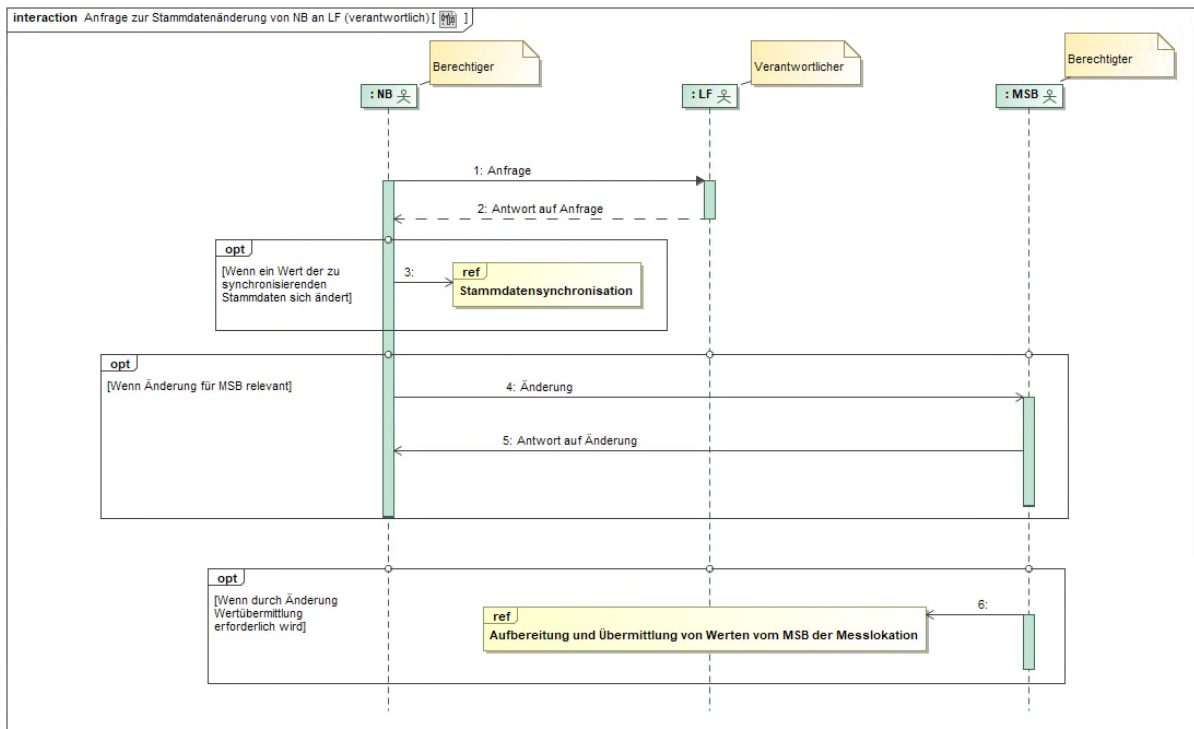 interaction Anfrage zur Stammdatenänderung von NB an LF (verantwortlich) [ ]
Berechtiger
Verantwortlicher
Berechtigter
: NB
: LF
: MSB
1: Anfrage
2: Antwort auf Anfrage
opt
[Wenn ein Wert der zu
synchronisierenden
Stammdaten sich ändert]
3:
ref
Stammdatensynchronisation
opt
[Wenn Änderung für MSB relevant]
4: Änderung
5: Antwort auf Änderung
opt
[Wenn durch Änderung
Wertübermittlung
erforderlich wird]
6:
ref
Aufbereitung und Übermittlung von Werten vom MSB der Messlokation